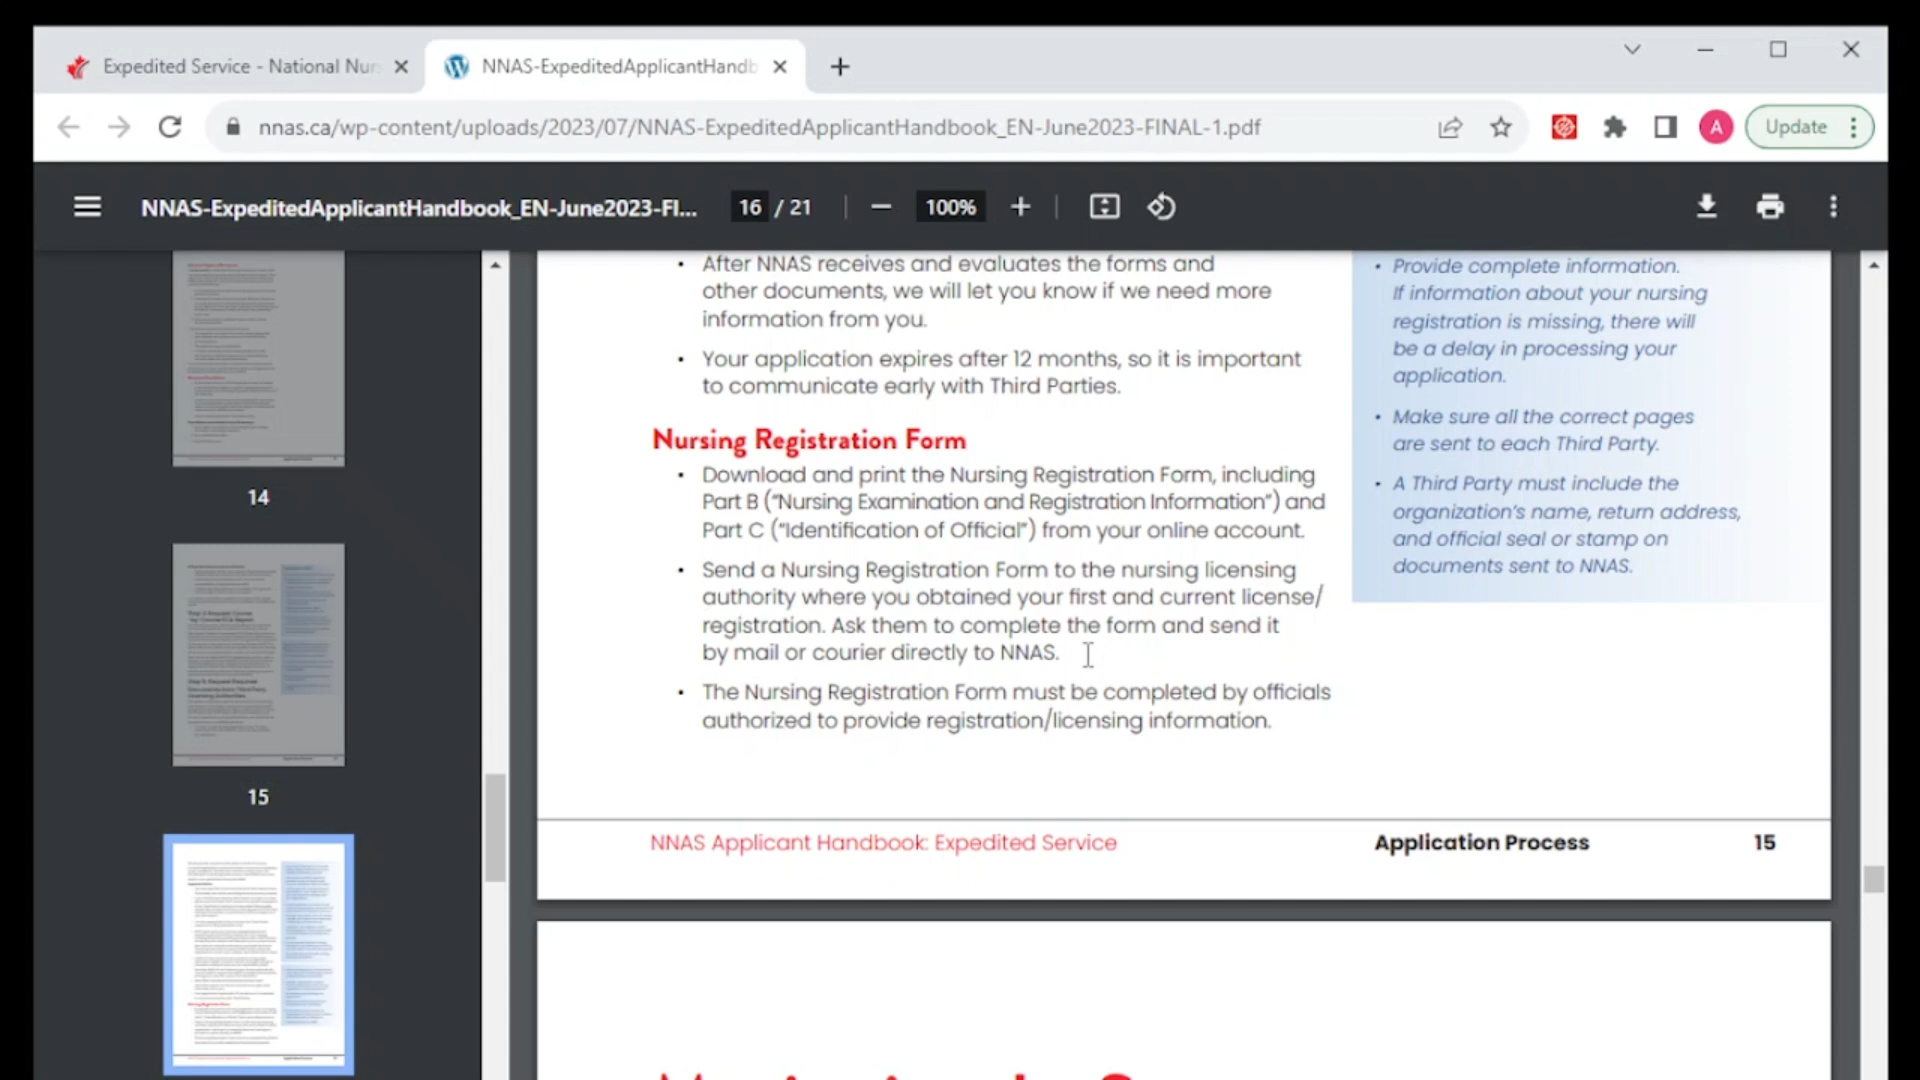 Expedited Service - National Nur
NNAS-ExpeditedApplicantHandb
nnas.ca/wp-content/uploads/2023/07/NNAS-ExpeditedApplicantHandbook_EN-June2023-FINAL-1.pdf
A
Update
NNAS-ExpeditedApplicantHandbook_EN-June2023-FI...
16 / 21
100%
14
15
• After NNAS receives and evaluates the forms and
other documents, we will let you know if we need more
information from you.
• Your application expires after 12 months, so it is important
to communicate early with Third Parties.
Nursing Registration Form
• Download and print the Nursing Registration Form, including
Part B (“Nursing Examination and Registration Information”) and
Part C (“Identification of Official”) from your online account.
• Send a Nursing Registration Form to the nursing licensing
authority where you obtained your first and current license/
registration. Ask them to complete the form and send it
by mail or courier directly to NNAS.
• The Nursing Registration Form must be completed by officials
authorized to provide registration/licensing information.
• Provide complete information.
If information about your nursing
registration is missing, there will
be a delay in processing your
application.
• Make sure all the correct pages
are sent to each Third Party.
• A Third Party must include the
organization’s name, return address,
and official seal or stamp on
documents sent to NNAS.
NNAS Applicant Handbook: Expedited Service
Application Process
15